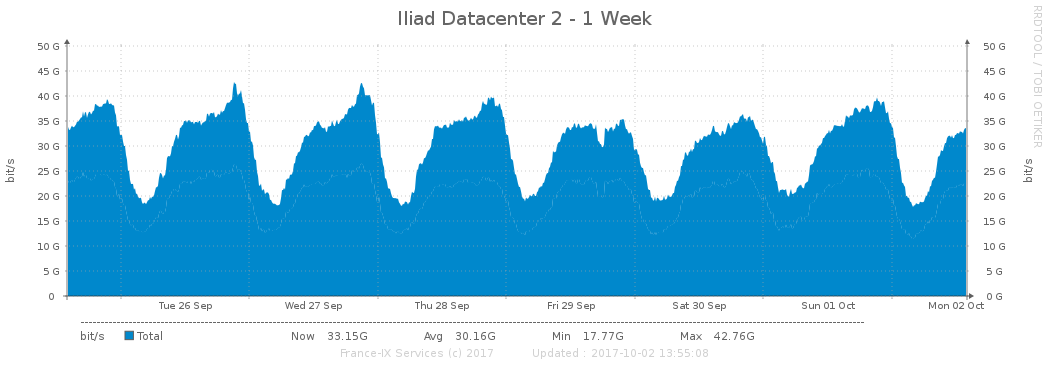 Iliad Datacenter 2 - 1 Week
RRDTOOL / TOBI OETIKER
50 G 50 G
45 G 45 G
40 G 40 G
35 G 35 G
30 G 30 G
25 G 25 G
20 G 20 G
15 G 15 G
10 G 10 G
5 G 5 G
0 0 G
bit/s
bit/s
Tue 26 Sep Wed 27 Sep Thu 28 Sep Fri 29 Sep Sat 30 Sep Sun 01 Oct Mon 02 Oct
bit/s Total Now 33.15G Avg 30.16G Min 17.77G Max 42.76G
France-IX Services (c) 2017 Updated : 2017-10-02 13:55:08